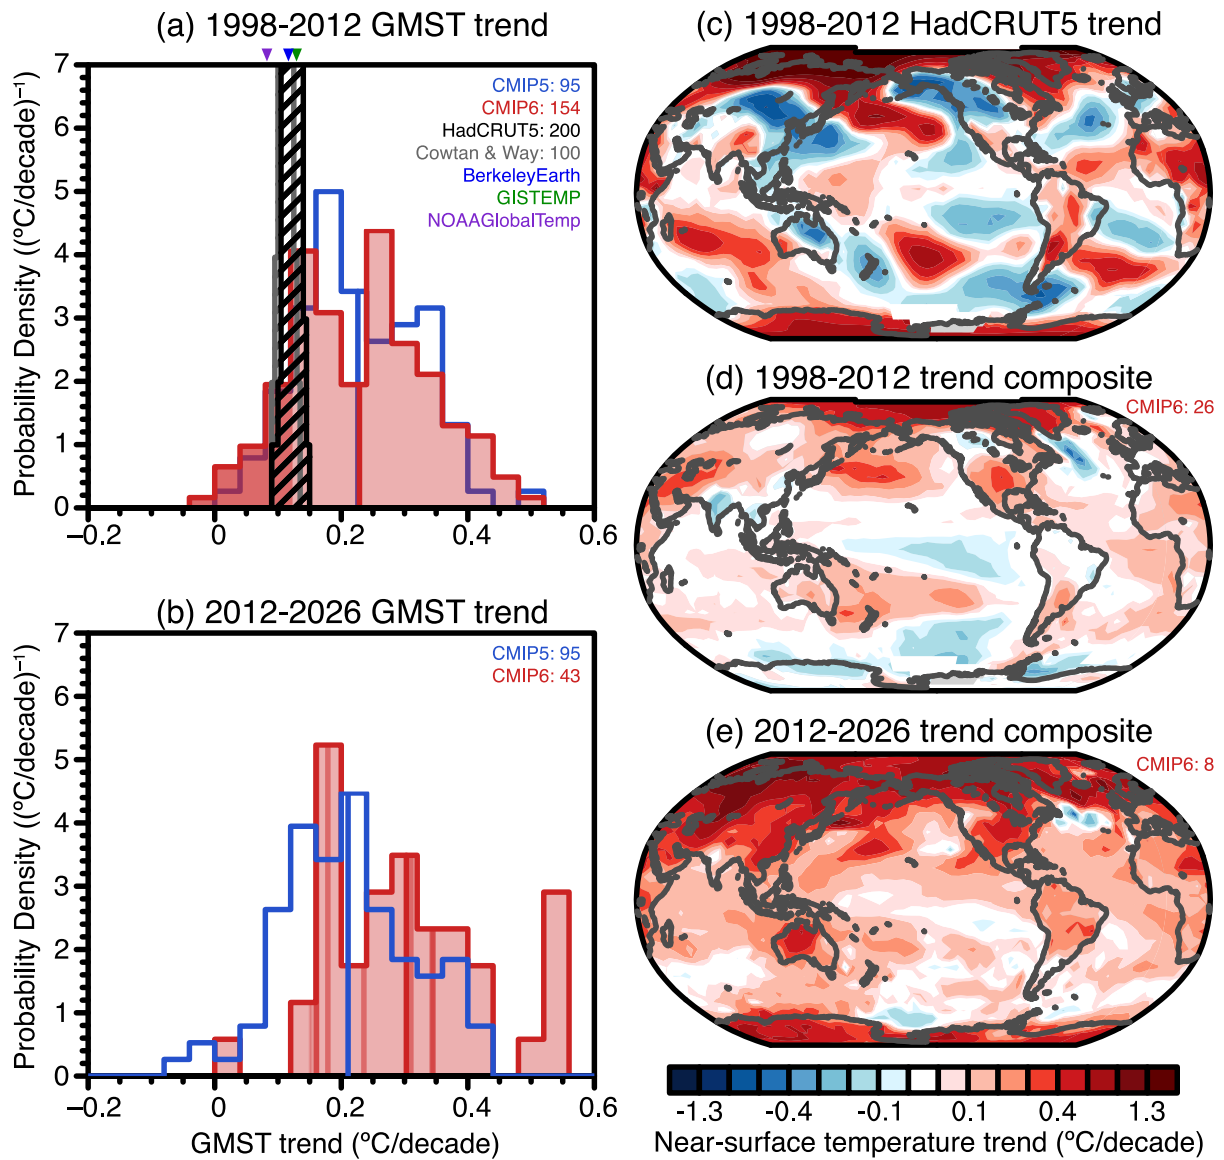 (a) 1998-2012 GMST trend
7
6
5
4
3
2
1
0
Probability Density ((°C/decade)⁻¹)
CMIP5: 95
CMIP6: 154
HadCRUT5: 200
Cowtan & Way: 100
BerkeleyEarth
GISTEMP
NOAAGlobalTemp
−0.2 0 0.2 0.4 0.6
(b) 2012-2026 GMST trend
7
6
5
4
3
2
1
0
Probability Density ((°C/decade)⁻¹)
CMIP5: 95
CMIP6: 43
−0.2 0 0.2 0.4 0.6
GMST trend (°C/decade)
(c) 1998-2012 HadCRUT5 trend
(d) 1998-2012 trend composite
CMIP6: 26
(e) 2012-2026 trend composite
CMIP6: 8
-1.3 -0.4 -0.1 0.1 0.4 1.3
Near-surface temperature trend (°C/decade)